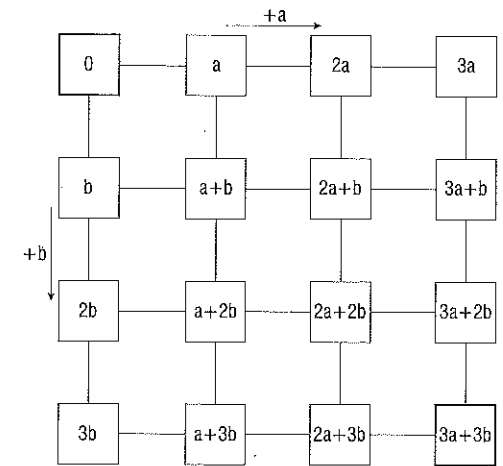 +a
0 a 2a 3a
b a+b 2a+b 3a+b
+b
2b a+2b 2a+2b 3a+2b
3b a+3b 2a+3b 3a+3b